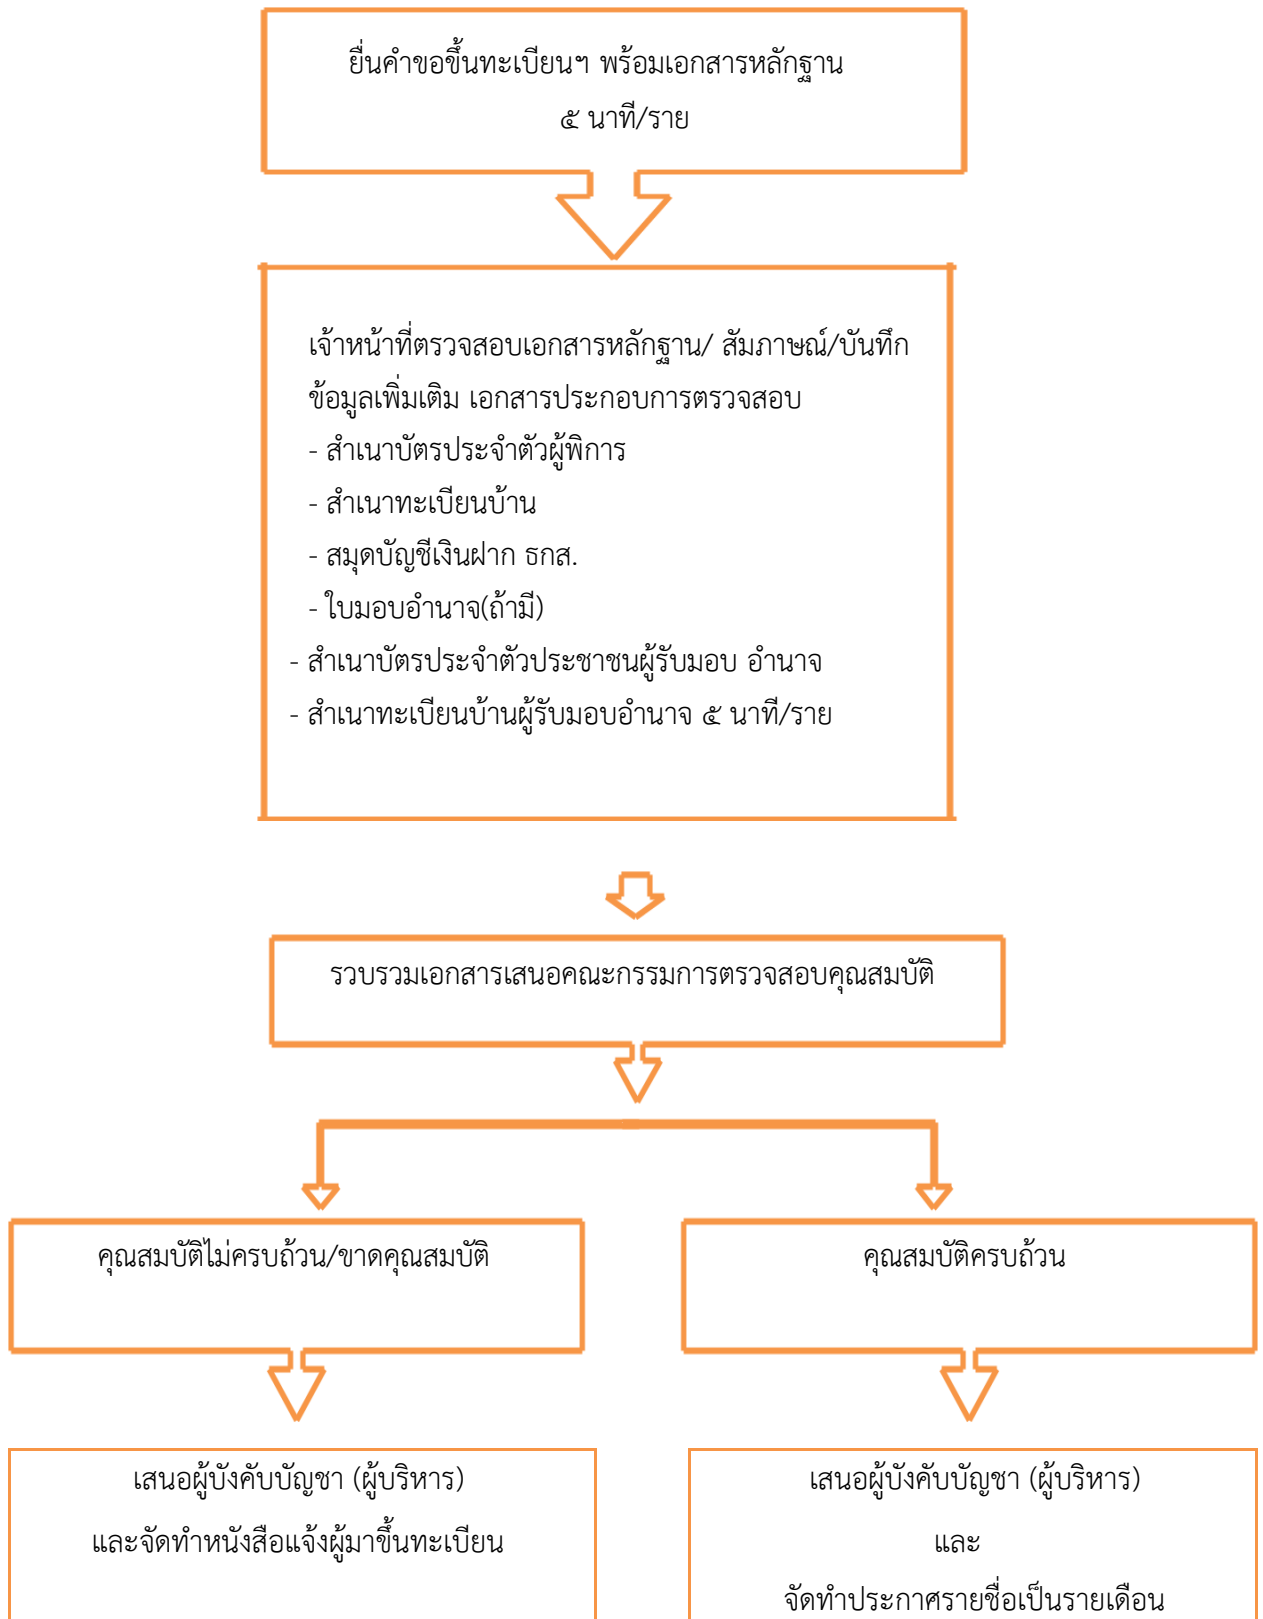 ยื่นคำขอขึ้นทะเบียนฯ พร้อมเอกสารหลักฐาน
๕ นาที/ราย
เจ้าหน้าที่ตรวจสอบเอกสารหลักฐาน/ สัมภาษณ์/บันทึก
ข้อมูลเพิ่มเติม เอกสารประกอบการตรวจสอบ
- สำเนาบัตรประจำตัวผู้พิการ
- สำเนาทะเบียนบ้าน
- สมุดบัญชีเงินฝาก ธกส.
- ใบมอบอำนาจ(ถ้ามี)
- สำเนาบัตรประจำตัวประชาชนผู้รับมอบ อำนาจ
- สำเนาทะเบียนบ้านผู้รับมอบอำนาจ ๕ นาที/ราย
รวบรวมเอกสารเสนอคณะกรรมการตรวจสอบคุณสมบัติ
คุณสมบัติไม่ครบถ้วน/ขาดคุณสมบัติ
คุณสมบัติครบถ้วน
เสนอผู้บังคับบัญชา (ผู้บริหาร)
และจัดทำหนังสือแจ้งผู้มาขึ้นทะเบียน
เสนอผู้บังคับบัญชา (ผู้บริหาร)
และ
จัดทำประกาศรายชื่อเป็นรายเดือน